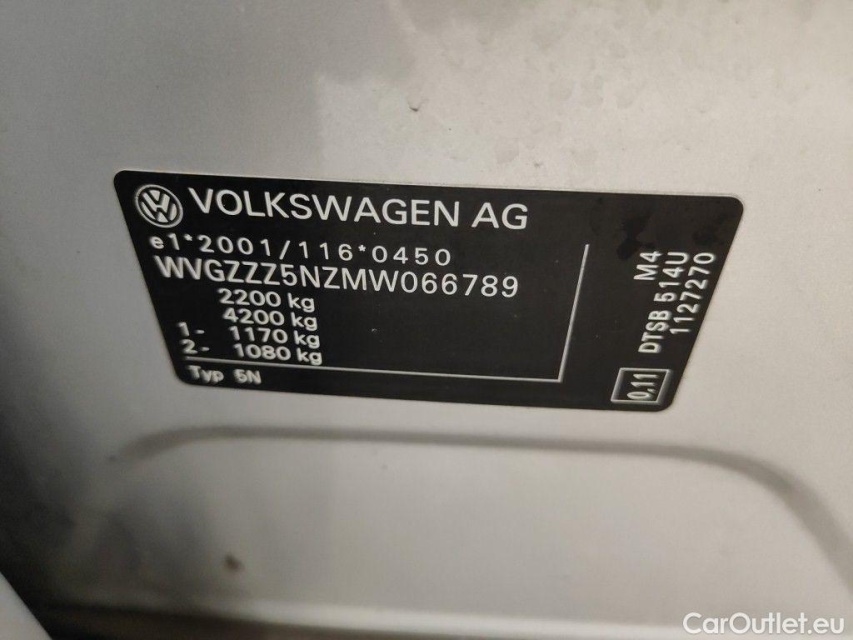 VOLKSWAGEN AG
e1*2001/116*0450
WVGZZZ5NZMW066789
2200 kg
4200 kg
1- 1170 kg
2- 1080 kg
Typ 5N
M4
DTSB 514U
1127270
0,11
CarOutlet.eu